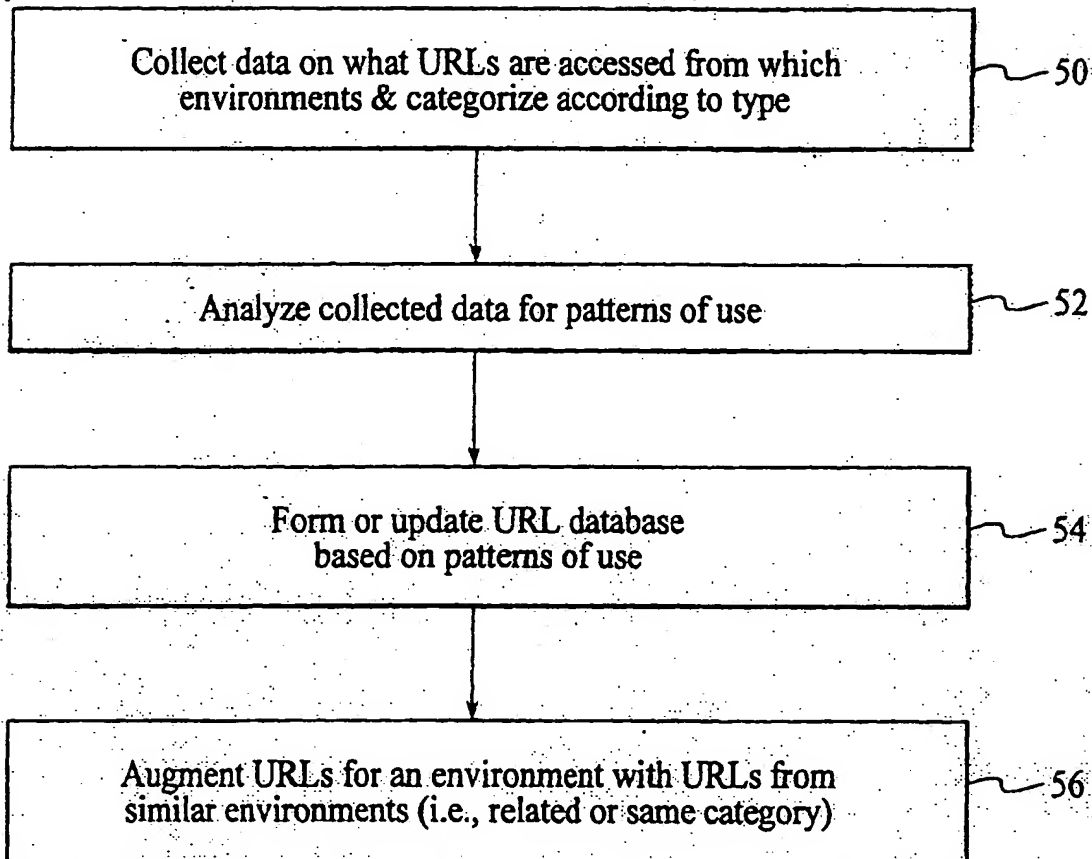 Collect data on what URLs are accessed from which
environments & categorize according to type
50
Analyze collected data for patterns of use
52
Form or update URL database
based on patterns of use
54
Augment URLs for an environment with URLs from
similar environments (i.e., related or same category)
56